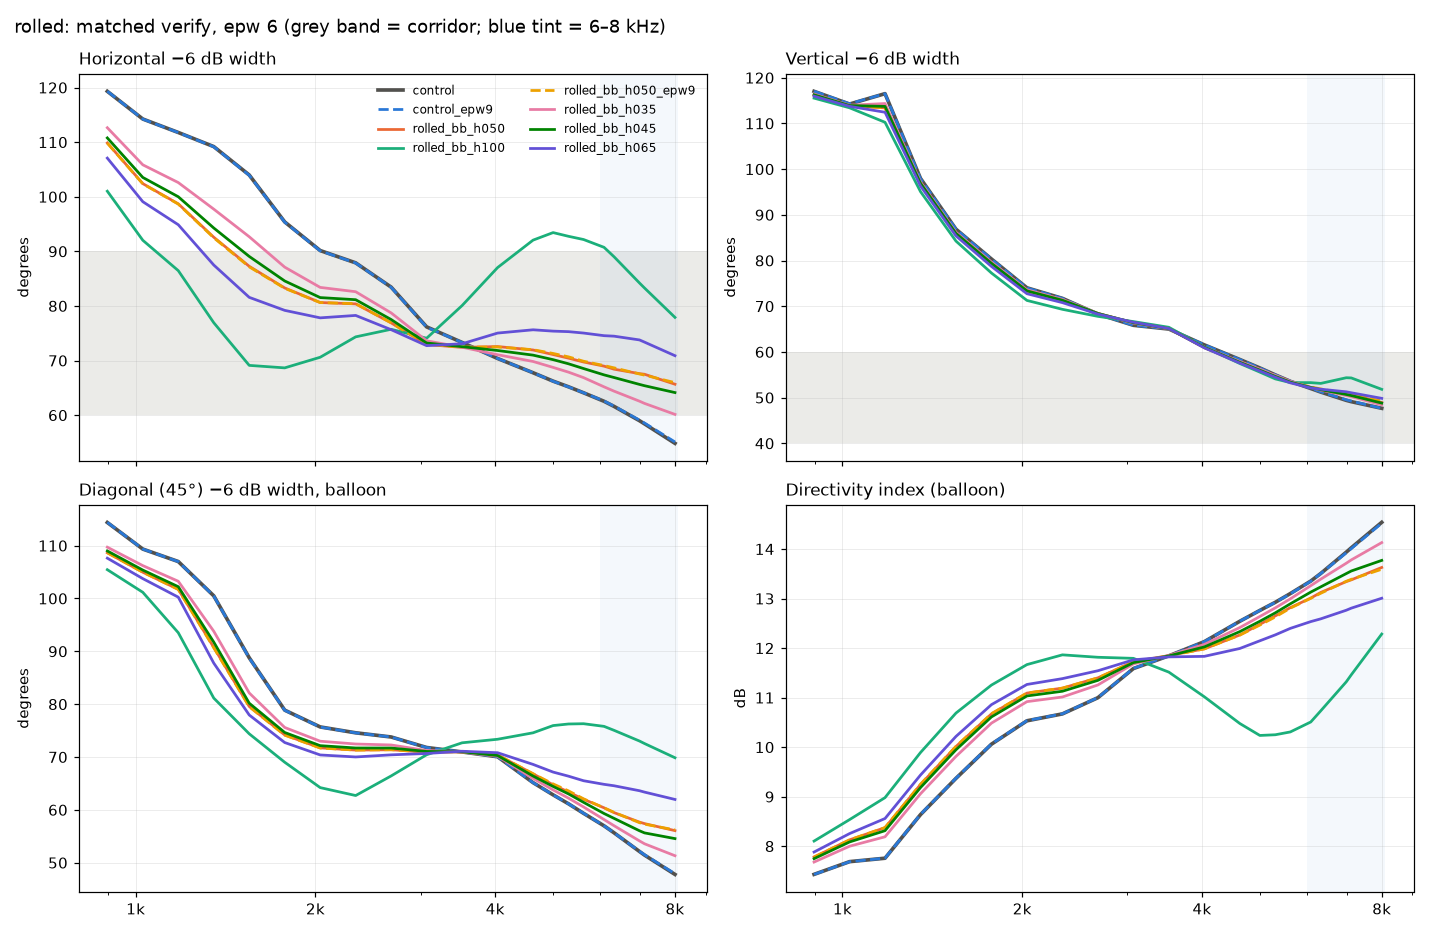 rolled: matched verify, epw 6 (grey band = corridor; blue tint = 6–8 kHz)
Horizontal −6 dB width
degrees
120
110
100
90
80
70
60
control
control_epw9
rolled_bb_h050
rolled_bb_h100
rolled_bb_h050_epw9
rolled_bb_h035
rolled_bb_h045
rolled_bb_h065
Vertical −6 dB width
degrees
120
110
100
90
80
70
60
50
40
Diagonal (45°) −6 dB width, balloon
degrees
110
100
90
80
70
60
50
1k
2k
4k
8k
Directivity index (balloon)
dB
14
13
12
11
10
9
8
1k
2k
4k
8k